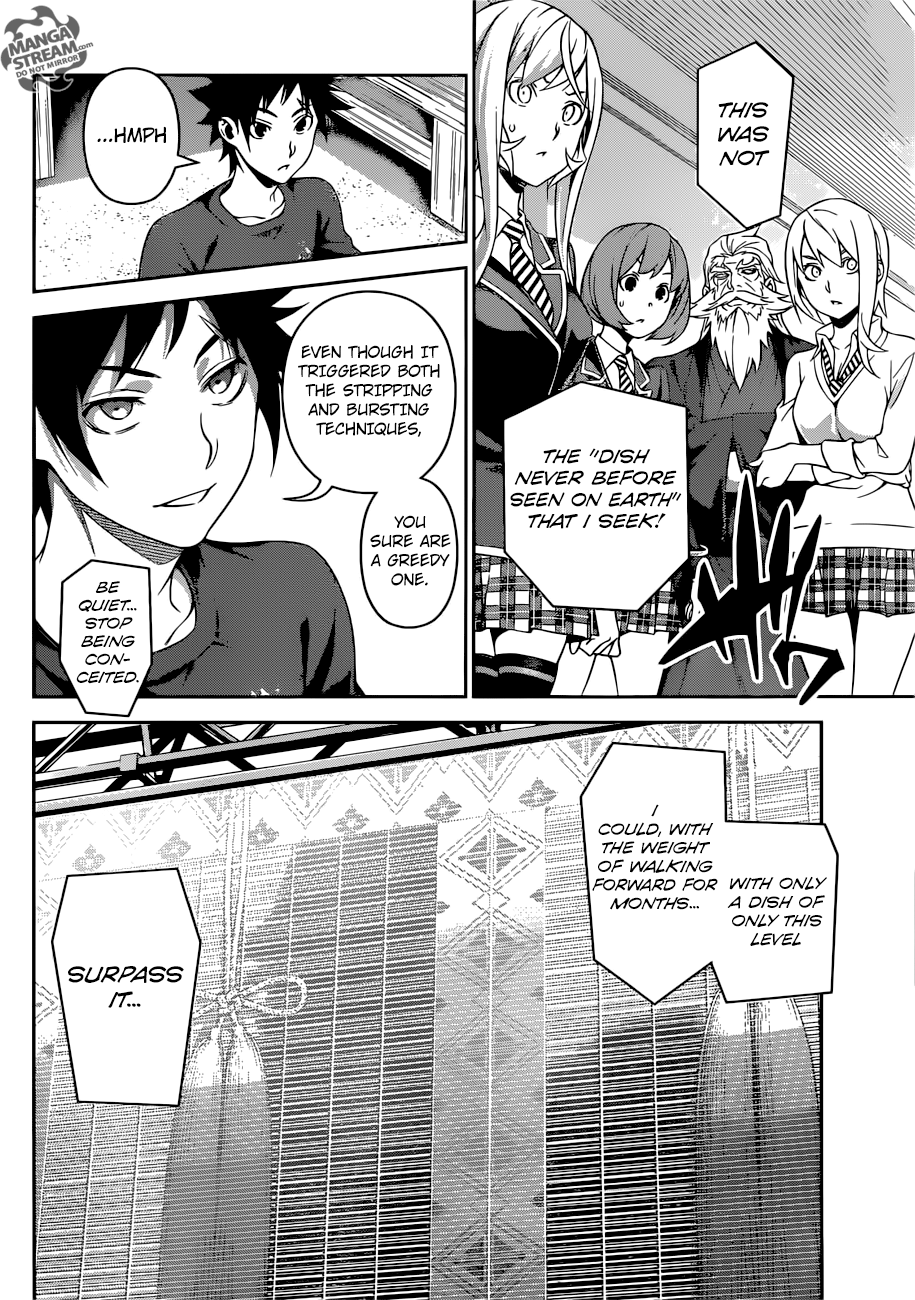 MANGA
STREAM.com
DO NOT MIRROR
THIS
WAS
NOT
THE "DISH
NEVER BEFORE
SEEN ON EARTH"
THAT I SEEK!
...HMPH
EVEN THOUGH IT
TRIGGERED BOTH
THE STRIPPING
AND BURSTING
TECHNIQUES,
YOU
SURE ARE
A GREEDY
ONE.
BE
QUIET...
STOP
BEING
CON-
CEITED.
WITH ONLY
A DISH OF
ONLY THIS
LEVEL
I
COULD, WITH
THE WEIGHT
OF WALKING
FORWARD FOR
MONTHS...
SURPASS
IT...